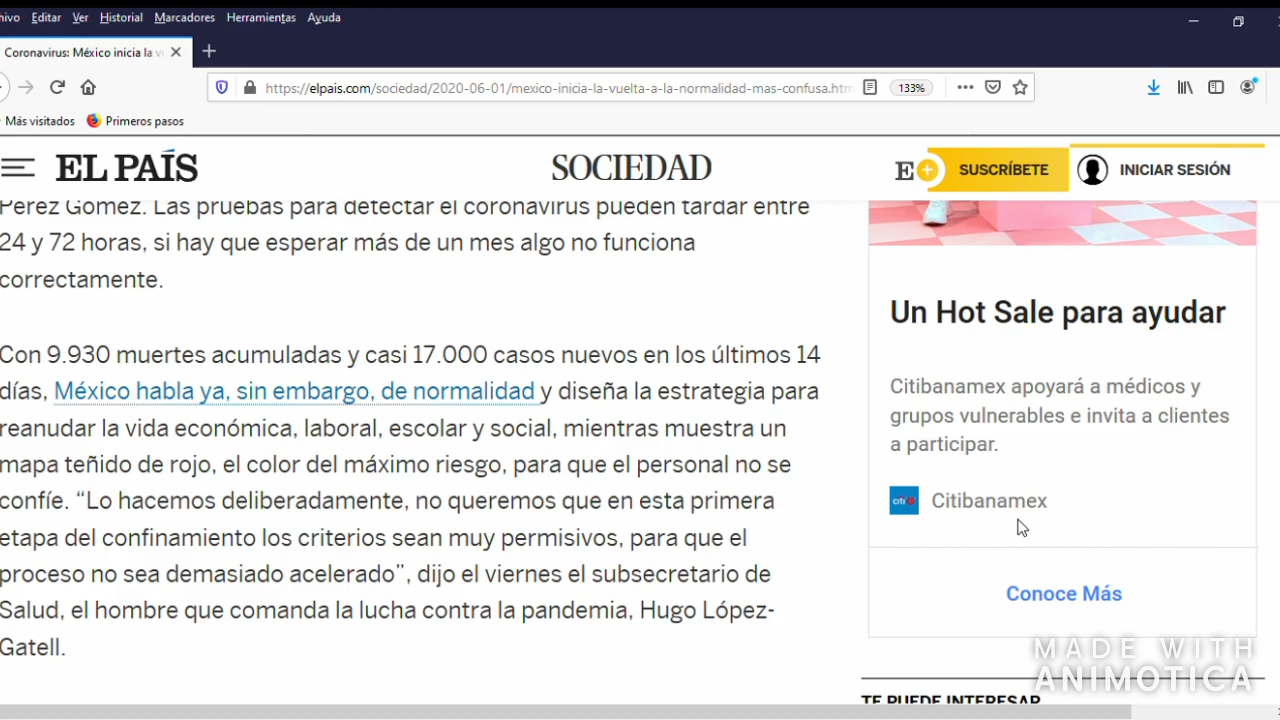 hivo Editar Ver Historial Marcadores Herramientas Ayuda
Coronavirus: México inicia la v
https://elpais.com/sociedad/2020-06-01/mexico-inicia-la-vuelta-a-la-normalidad-mas-confusa.htm 133%
Más visitados Primeros pasos
EL PAÍS SOCIEDAD E+ SUSCRÍBETE INICIAR SESIÓN
Pérez Gómez. Las pruebas para detectar el coronavirus pueden tardar entre
24 y 72 horas, si hay que esperar más de un mes algo no funciona
correctamente.
Con 9.930 muertes acumuladas y casi 17.000 casos nuevos en los últimos 14
días, México habla ya, sin embargo, de normalidad y diseña la estrategia para
reanudar la vida económica, laboral, escolar y social, mientras muestra un
mapa teñido de rojo, el color del máximo riesgo, para que el personal no se
confíe. “Lo hacemos deliberadamente, no queremos que en esta primera
etapa del confinamiento los criterios sean muy permisivos, para que el
proceso no sea demasiado acelerado”, dijo el viernes el subsecretario de
Salud, el hombre que comanda la lucha contra la pandemia, Hugo López-
Gatell.
Un Hot Sale para ayudar
Citibanamex apoyará a médicos y
grupos vulnerables e invita a clientes
a participar.
citi Citibanamex
Conoce Más
TE PUEDE INTERESAR
MADE WITH
ANIMOTICA